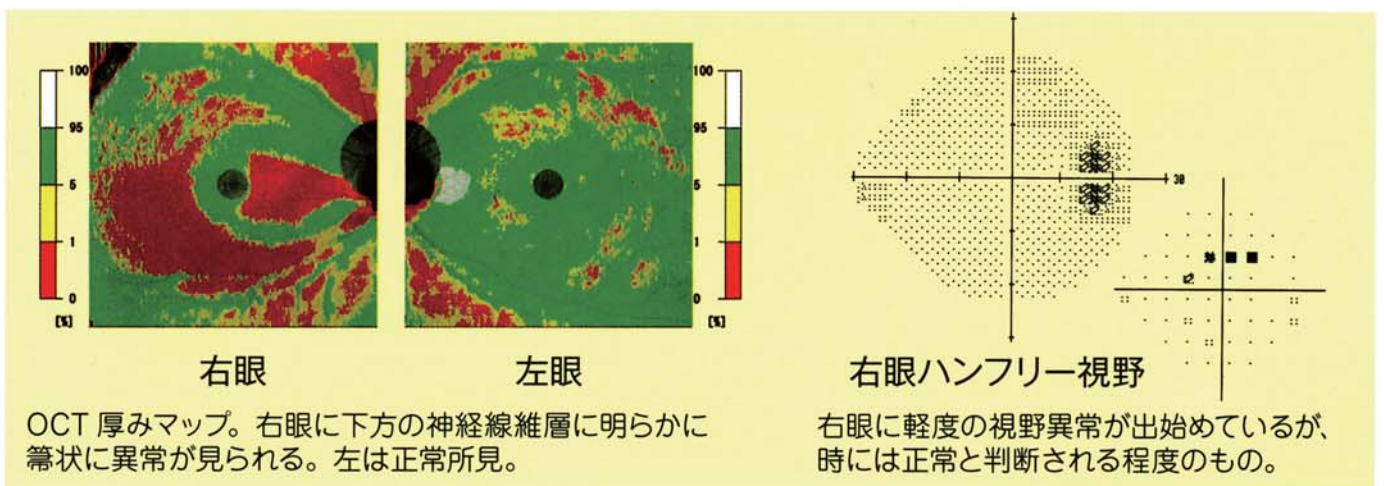 100
95
5
1
0
[%]
100
95
5
1
0
[%]
30
右眼
左眼
右眼ハンフリー視野
OCT 厚みマップ。右眼に下方の神経線維層に明らかに
箒状に異常が見られる。左は正常所見。
右眼に軽度の視野異常が出始めているが、
時には正常と判断される程度のもの。